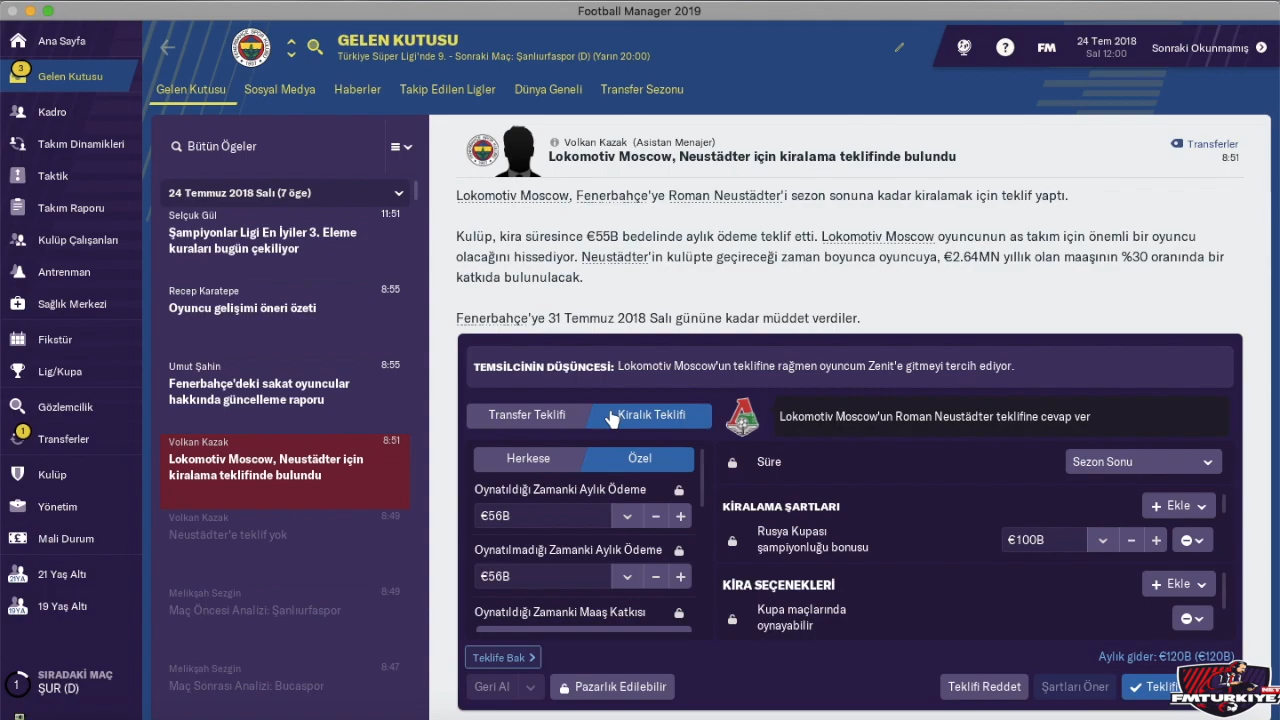 Football Manager 2019
Ana Sayfa
3
Gelen Kutusu
Kadro
Takım Dinamikleri
Taktik
Takım Raporu
Kulüp Çalışanları
Antrenman
Sağlık Merkezi
Fikstür
Lig/Kupa
Gözlemcilik
1
Transferler
Kulüp
Yönetim
Mali Durum
21YA
21 Yaş Altı
19YA
19 Yaş Altı
1
SIRADAKİ MAÇ
ŞUR (D)
GELEN KUTUSU
Türkiye Süper Ligi'nde 9. - Sonraki Maç: Şanlıurfaspor (D) (Yarın 20:00)
FM
24 Tem 2018
Sal 12:00
Sonraki Okunmamış
Gelen Kutusu Sosyal Medya Haberler Takip Edilen Ligler Dünya Geneli Transfer Sezonu
Bütün Ögeler
24 Temmuz 2018 Salı (7 öge)
Selçuk Gül 11:51
Şampiyonlar Ligi En İyiler 3. Eleme
kuraları bugün çekiliyor
Recep Karatepe 8:55
Oyuncu gelişimi öneri özeti
Umut Şahin 8:55
Fenerbahçe'deki sakat oyuncular
hakkında güncelleme raporu
Volkan Kazak 8:51
Lokomotiv Moscow, Neustädter için
kiralama teklifinde bulundu
Volkan Kazak 8:49
Neustädter'e teklif yok
Melikşah Sezgin 8:49
Maç Öncesi Analizi: Şanlıurfaspor
Melikşah Sezgin 8:47
Maç Sonrası Analizi: Bucaspor
Volkan Kazak (Asistan Menajer)
Lokomotiv Moscow, Neustädter için kiralama teklifinde bulundu
Transferler
8:51
Lokomotiv Moscow, Fenerbahçe'ye Roman Neustädter'i sezon sonuna kadar kiralamak için teklif yaptı.
Kulüp, kira süresince €55B bedelinde aylık ödeme teklif etti. Lokomotiv Moscow oyuncunun as takım için önemli bir oyuncu
olacağını hissediyor. Neustädter'in kulüpte geçireceği zaman boyunca oyuncuya, €2.64MN yıllık olan maaşının %30 oranında bir
katkıda bulunulacak.
Fenerbahçe'ye 31 Temmuz 2018 Salı gününe kadar müddet verdiler.
TEMSİLCİNİN DÜŞÜNCESİ: Lokomotiv Moscow'un teklifine rağmen oyuncum Zenit'e gitmeyi tercih ediyor.
Transfer Teklifi Kiralık Teklifi
Lokomotiv Moscow'un Roman Neustädter teklifine cevap ver
Herkese Özel
Oynatıldığı Zamanki Aylık Ödeme
€56B
Oynatılmadığı Zamanki Aylık Ödeme
€56B
Oynatıldığı Zamanki Maaş Katkısı
Süre Sezon Sonu
KİRALAMA ŞARTLARI Ekle
Rusya Kupası
şampiyonluğu bonusu
€100B
KİRA SEÇENEKLERİ Ekle
Kupa maçlarında
oynayabilir
Teklife Bak
Aylık gider: €120B (€120B)
Geri Al Pazarlık Edilebilir Teklifi Reddet Şartları Öner
FMTURKIYE.NET